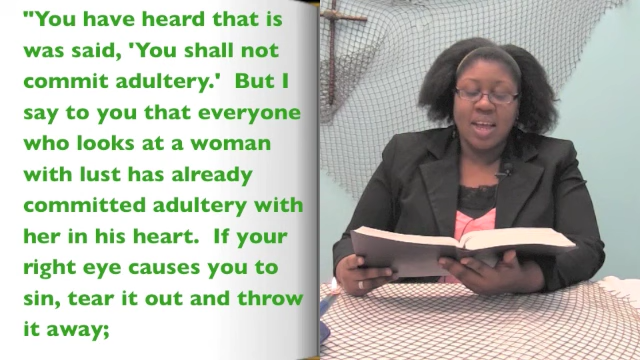 "You have heard that is
was said, 'You shall not
commit adultery.'  But I
say to you that everyone
who looks at a woman
with lust has already
committed adultery with
her in his heart.  If your
right eye causes you to
sin, tear it out and throw
it away;